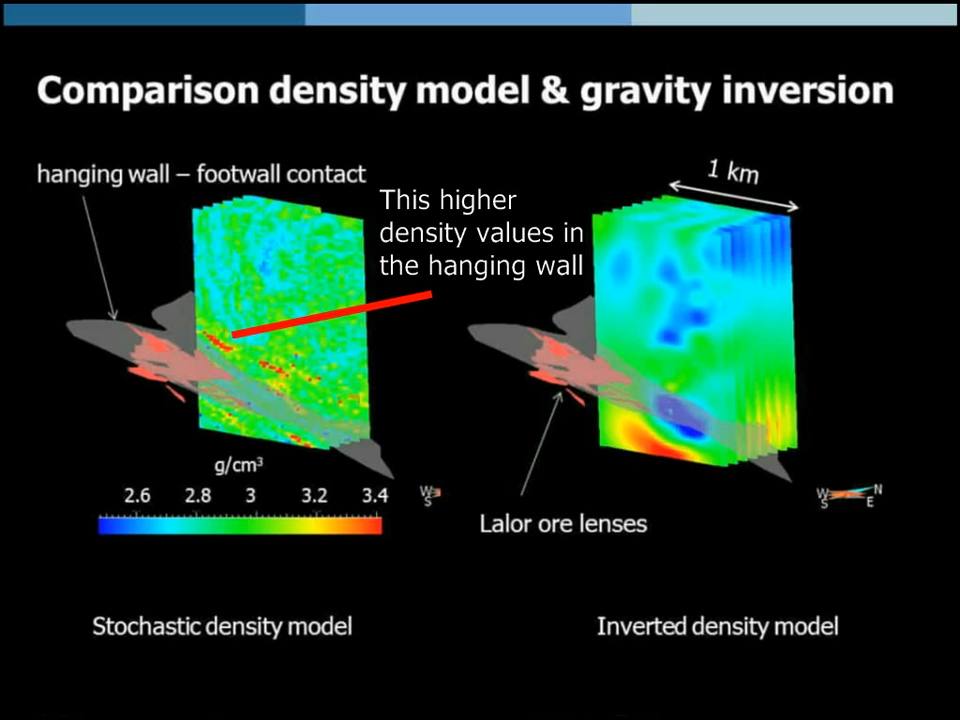 Comparison density model & gravity inversion
hanging wall – footwall contact
This higher
density values in
the hanging wall
1 km
g/cm³
2.6 2.8 3 3.2 3.4
W
S
Lalor ore lenses
W N
S E
Stochastic density model
Inverted density model